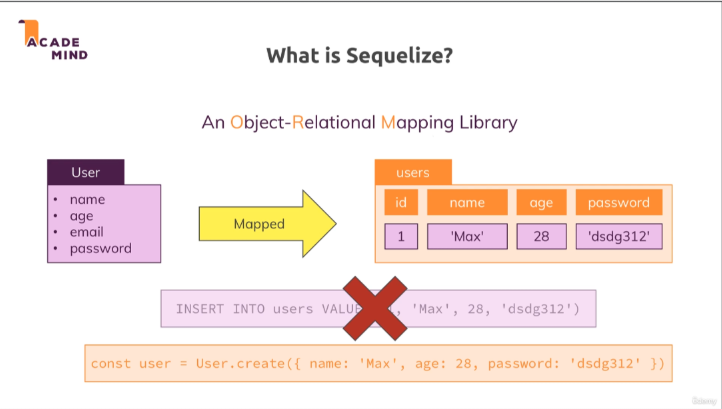 ACADE
MIND
What is Sequelize?
An Object-Relational Mapping Library
User
• name
• age
• email
• password
Mapped
users
id name age password
1 'Max' 28 'dsdg312'
INSERT INTO users 'Max', 28, 'dsdg312')
const user = User.create({ name: 'Max', age: 28, password: 'dsdg312' })
Udemy